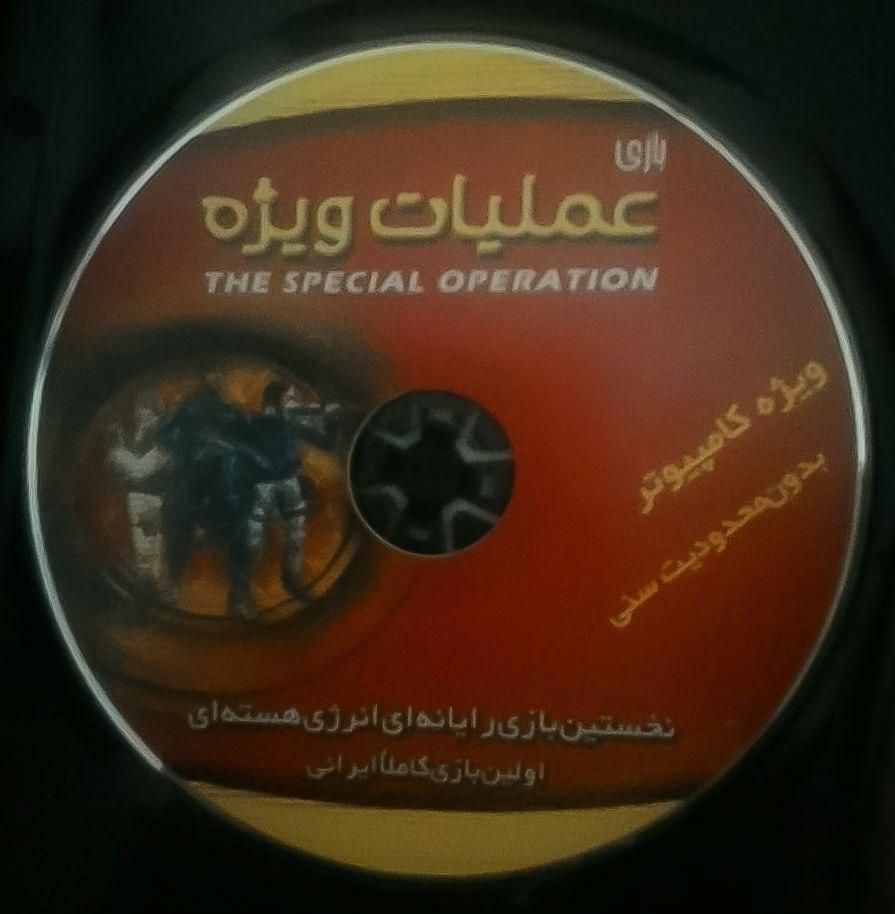 بازی
عملیات ویژه
THE SPECIAL OPERATION
ویژه کامپیوتر
بدون محدودیت سنی
نخستین بازی رایانه‌ای انرژی هسته‌ای
اولین بازی کاملاً ایرانی